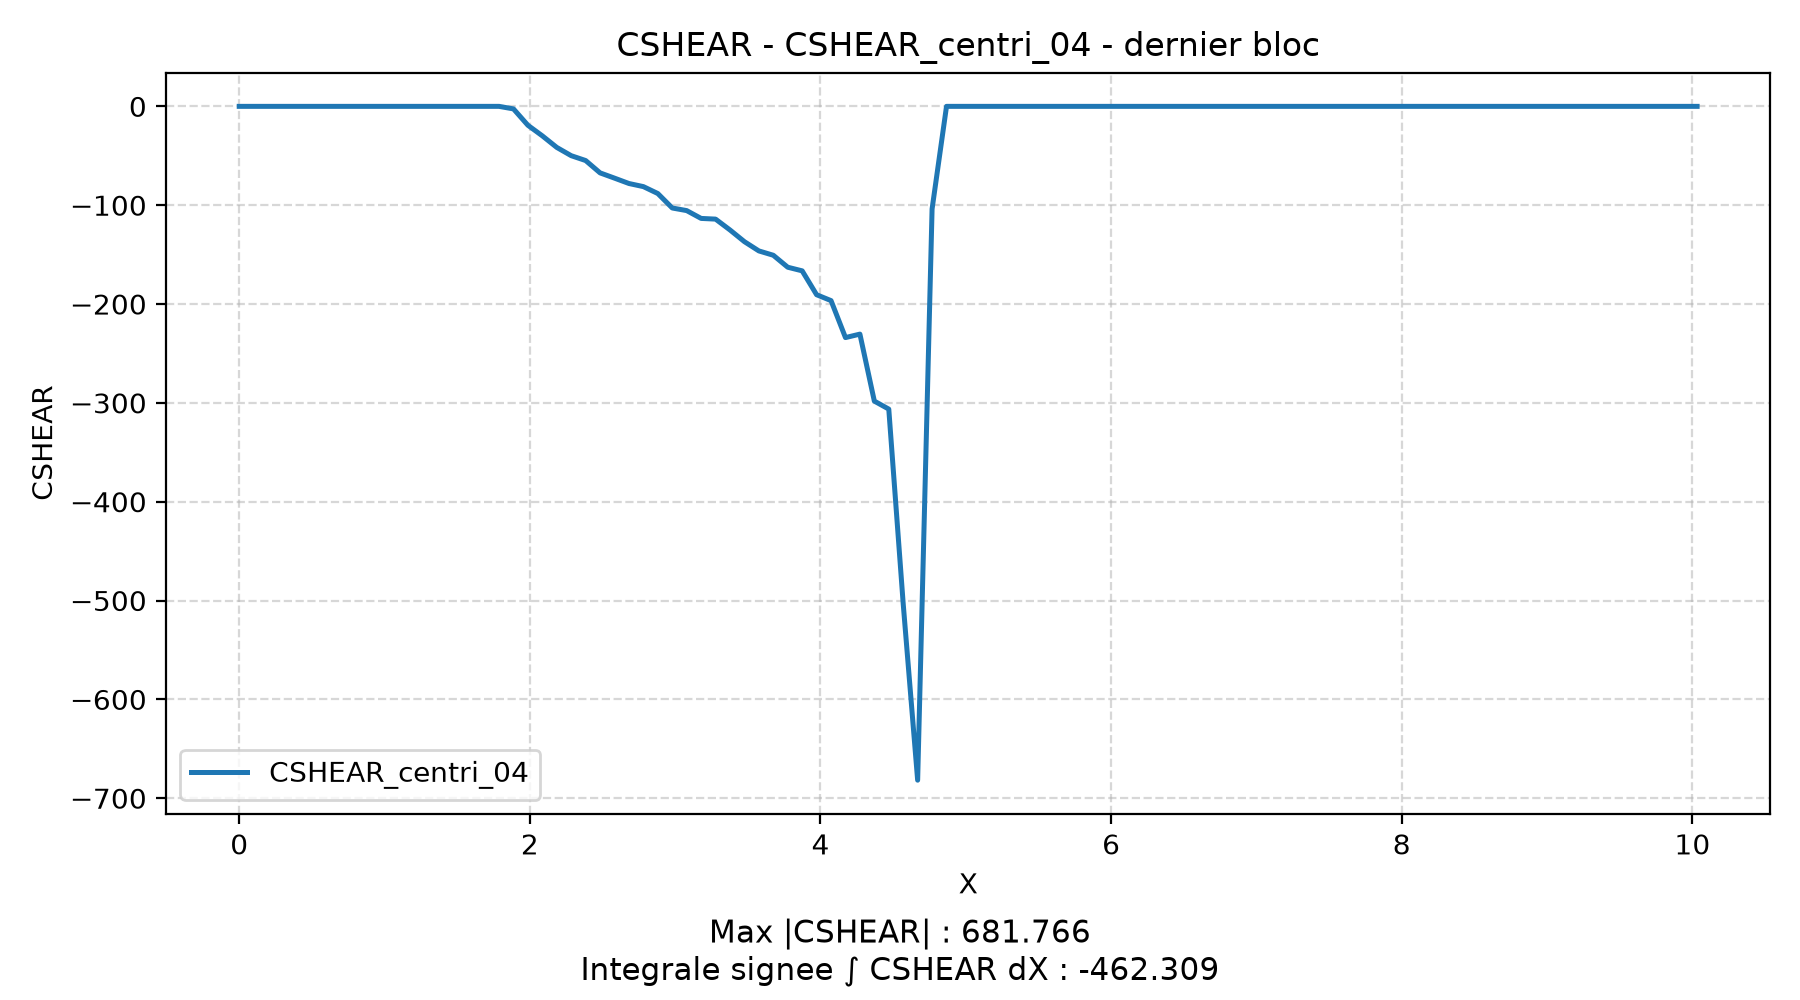 CSHEAR - CSHEAR_centri_04 - dernier bloc
0
−100
−200
−300
−400
−500
−600
−700
CSHEAR
CSHEAR_centri_04
0 2 4 6 8 10
X
Max |CSHEAR| : 681.766
Integrale signee ∫ CSHEAR dX : -462.309